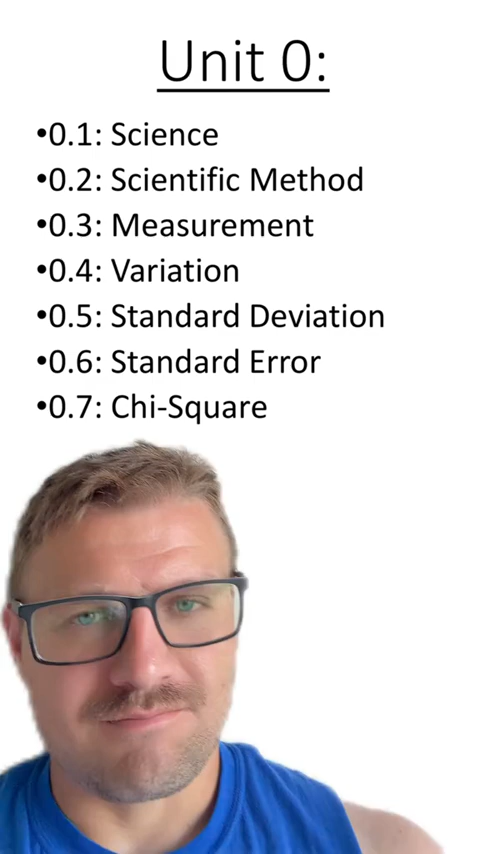 Unit 0:
•0.1: Science
•0.2: Scientific Method
•0.3: Measurement
•0.4: Variation
•0.5: Standard Deviation
•0.6: Standard Error
•0.7: Chi-Square